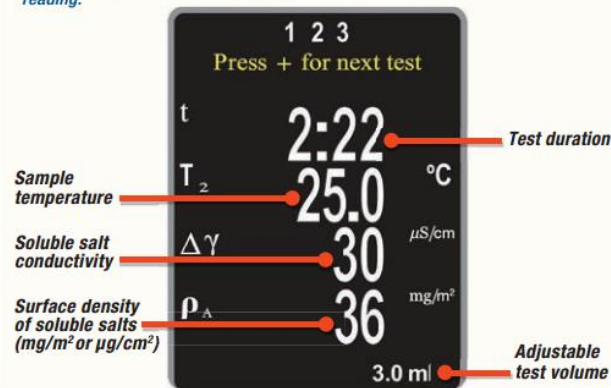 reading.
1 2 3
Press + for next test
t
2:22
Test duration
Sample
temperature
T₂
25.0
°C
Soluble salt
conductivity
Δγ
30
µS/cm
Surface density
of soluble salts
(mg/m² or µg/cm²)
ρA
36
mg/m²
3.0 ml
Adjustable
test volume